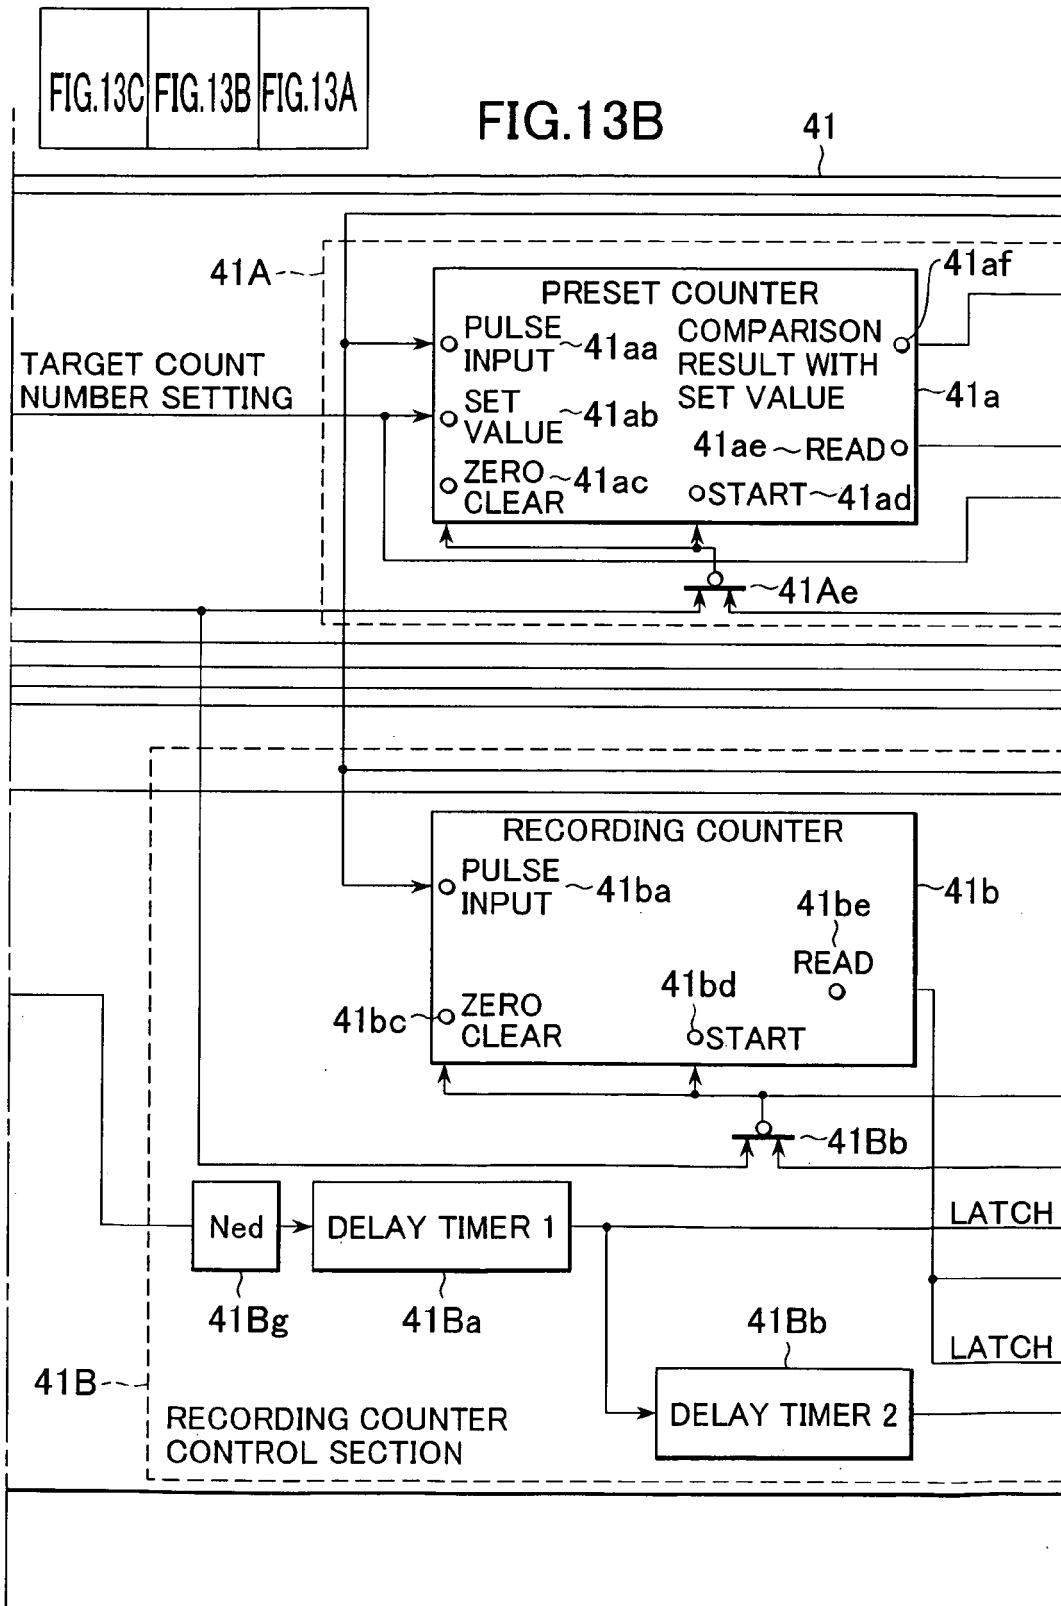 FIG.13C FIG.13B FIG.13A
FIG.13B
41
41A
PRESET COUNTER
41af
PULSE
INPUT
41aa
COMPARISON
RESULT WITH
SET VALUE
41a
TARGET COUNT
NUMBER SETTING
SET
VALUE
41ab
41ae
READ
ZERO
CLEAR
41ac
START
41ad
41Ae
RECORDING COUNTER
PULSE
INPUT
41ba
41b
41be
READ
41bd
41bc
ZERO
CLEAR
START
41Bb
Ned
DELAY TIMER 1
LATCH
41Bg
41Ba
41Bb
LATCH
41B
DELAY TIMER 2
RECORDING COUNTER
CONTROL SECTION